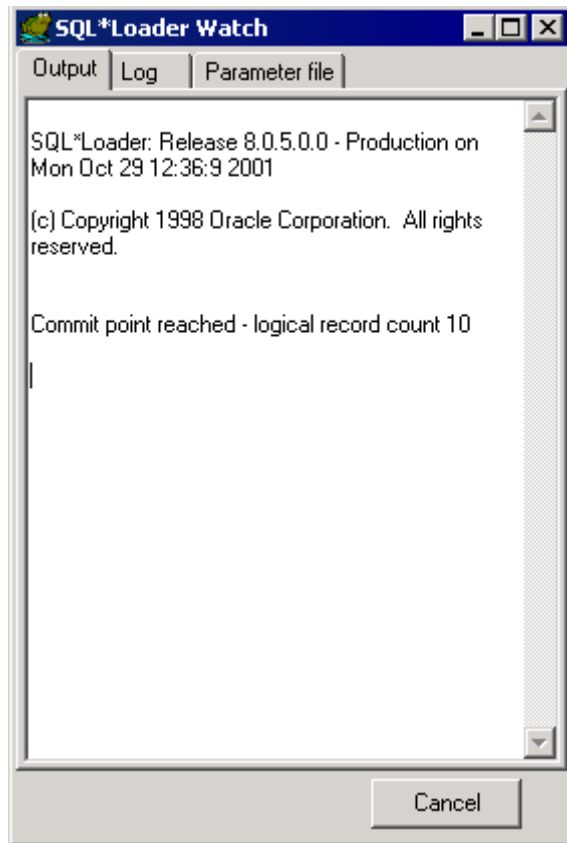 SQL*Loader Watch
Output Log Parameter file
SQL*Loader: Release 8.0.5.0.0 - Production on
Mon Oct 29 12:36:9 2001
(c) Copyright 1998 Oracle Corporation.  All rights
reserved.
Commit point reached - logical record count 10
Cancel